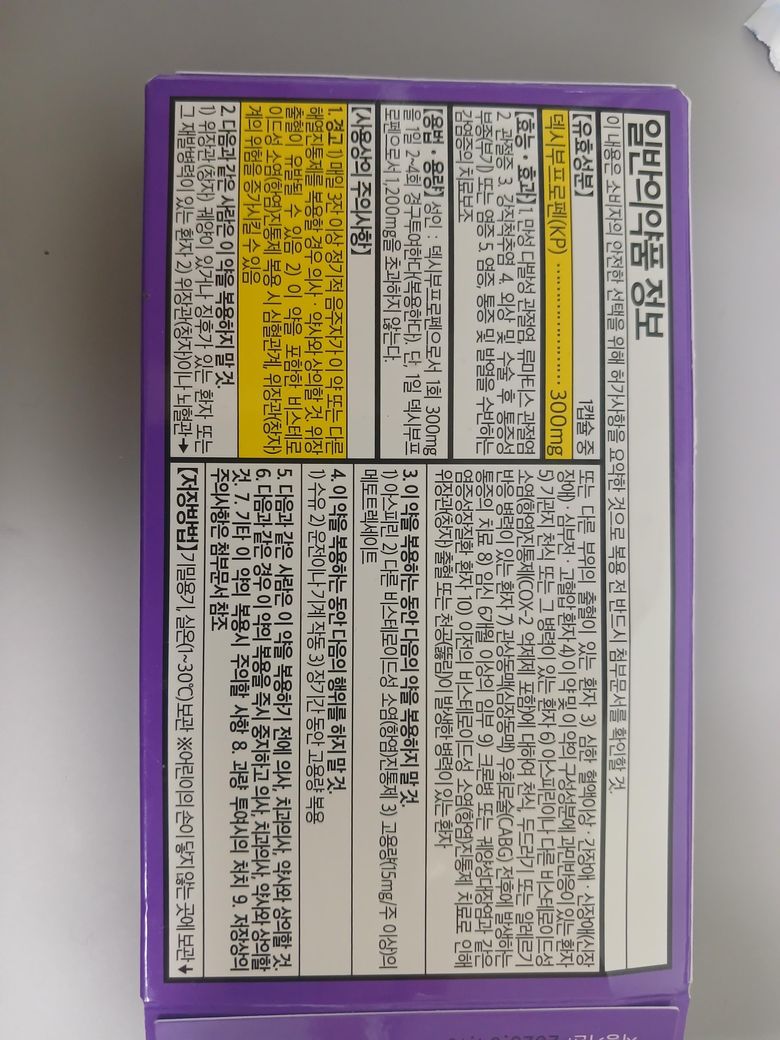 일반의약품 정보
이 내용은 소비자의 안전한 선택을 위해 허가사항을 요약한 것으로 복용 전 반드시 첨부문서를 확인할 것.
【유효성분】 1캡슐 중
덱시부프로펜(KP) ······················ 300mg
【효능·효과】 1. 만성 다발성 관절염, 류마티스 관절염
2. 관절증 3. 강직척추염 4. 외상 및 수술 후 통증성
부종(붓기) 또는 염증 5. 염증, 통증 및 발열을 수반하는
감염증의 치료보조
【용법·용량】 성인 : 덱시부프로펜으로서 1회 300mg
을 1일 2~4회 경구투여한다(복용한다). 단, 1일 덱시부프
로펜으로서 1,200mg을 초과하지 않는다.
【사용상의 주의사항】
1. 경고 1) 매일 3잔 이상 정기적 음주자가 이 약 또는 다른
해열진통제를 복용할 경우 의사·약사와 상의할 것. 위장
출혈이 유발될 수 있음 2) 이 약을 포함한 비스테로
이드성 소염(항염)진통제 복용 시 심혈관계, 위장관(창자)
계의 위험을 증가시킬 수 있음
2. 다음과 같은 사람은 이 약을 복용하지 말 것.
1) 위장관(창자) 궤양이 있거나 징후가 있는 환자 또는
그 재발병력이 있는 환자 2) 위장관(창자)이나 뇌혈관➔
또는 다른 부위의 출혈이 있는 환자 3) 심한 혈액이상·간장애·신장애(신장
장애)·심부전·고혈압 환자 4) 이 약 및 이 약의 구성성분에 과민반응이 있는 환자
5) 기관지 천식 또는 그 병력이 있는 환자 6) 아스피린이나 다른 비스테로이드성
소염(항염)진통제(COX-2 억제제 포함)에 대하여 천식, 두드러기 또는 알레르기
반응 병력이 있는 환자 7) 관상동맥(심장동맥) 우회로술(CABG) 전후에 발생하는
통증의 치료 8) 임신 6개월 이상의 임부 9) 크론병 또는 궤양성대장염과 같은
염증성장질환 환자 10) 이전의 비스테로이드성 소염(항염)진통제 치료로 인해
위장관(창자) 출혈 또는 천공(뚫림)이 발생한 병력이 있는 환자
3. 이 약을 복용하는 동안 다음의 약을 복용하지 말 것.
1) 아스피린 2) 다른 비스테로이드성 소염(항염)진통제 3) 고용량(15mg/주 이상)의
메토트렉세이트
4. 이 약을 복용하는 동안 다음의 행위를 하지 말 것.
1) 수유 2) 운전이나 기계 작동 3) 장기간 동안 고용량 복용
5. 다음과 같은 사람은 이 약을 복용하기 전에 의사, 치과의사, 약사와 상의할 것.
6. 다음과 같은 경우 이 약의 복용을 즉시 중지하고 의사, 치과의사, 약사와 상의할
것. 7. 기타 이 약의 복용시 주의할 사항 8. 과량 투여시의 처치 9. 저장상의
주의사항은 첨부문서 참조
【저장방법】 기밀용기, 실온(1~30℃)보관 ※어린이의 손이 닿지 않는 곳에 보관➔